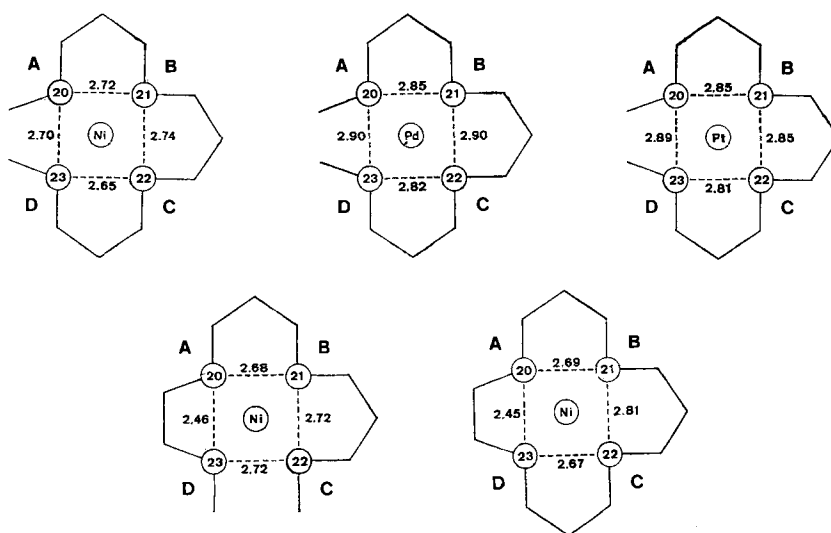 A 2.72 B
20 21
2.70 Ni 2.74
23 2.65 22
D C
A 2.85 B
20 21
2.90 Pd 2.90
23 2.82 22
D C
A 2.85 B
20 21
2.89 Pt 2.85
23 2.81 22
D C
A 2.68 B
20 21
2.46 Ni 2.72
23 2.72 22
D C
A 2.69 B
20 21
2.45 Ni 2.81
23 2.67 22
D C